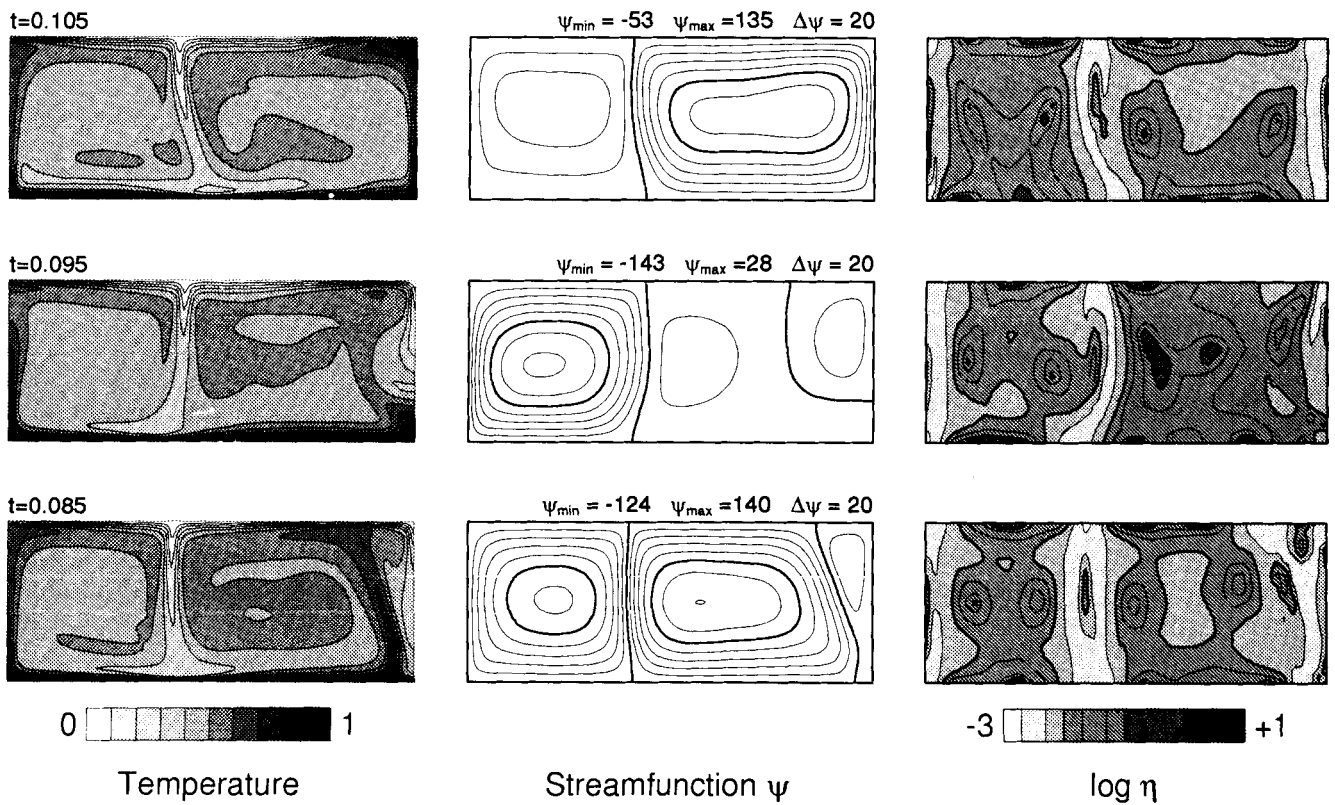 t=0.105
ψmin = -53 ψmax = 135 Δψ = 20
t=0.095
ψmin = -143 ψmax =28 Δψ = 20
t=0.085
ψmin = -124 ψmax = 140 Δψ = 20
0 1
-3 +1
Temperature
Streamfunction ψ
log η